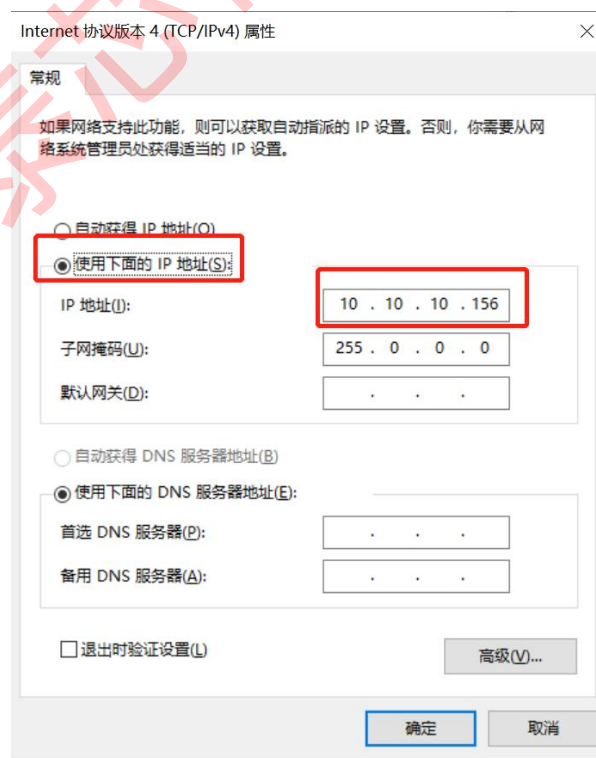 Internet 协议版本 4 (TCP/IPv4) 属性
常规
如果网络支持此功能，则可以获取自动指派的 IP 设置。否则，你需要从网
络系统管理员处获得适当的 IP 设置。
自动获得 IP 地址(O)
使用下面的 IP 地址(S):
IP 地址(I): 10 . 10 . 10 . 156
子网掩码(U): 255 . 0 . 0 . 0
默认网关(D): . . .
自动获得 DNS 服务器地址(B)
使用下面的 DNS 服务器地址(E):
首选 DNS 服务器(P): . . .
备用 DNS 服务器(A): . . .
退出时验证设置(L)
高级(V)...
确定 取消